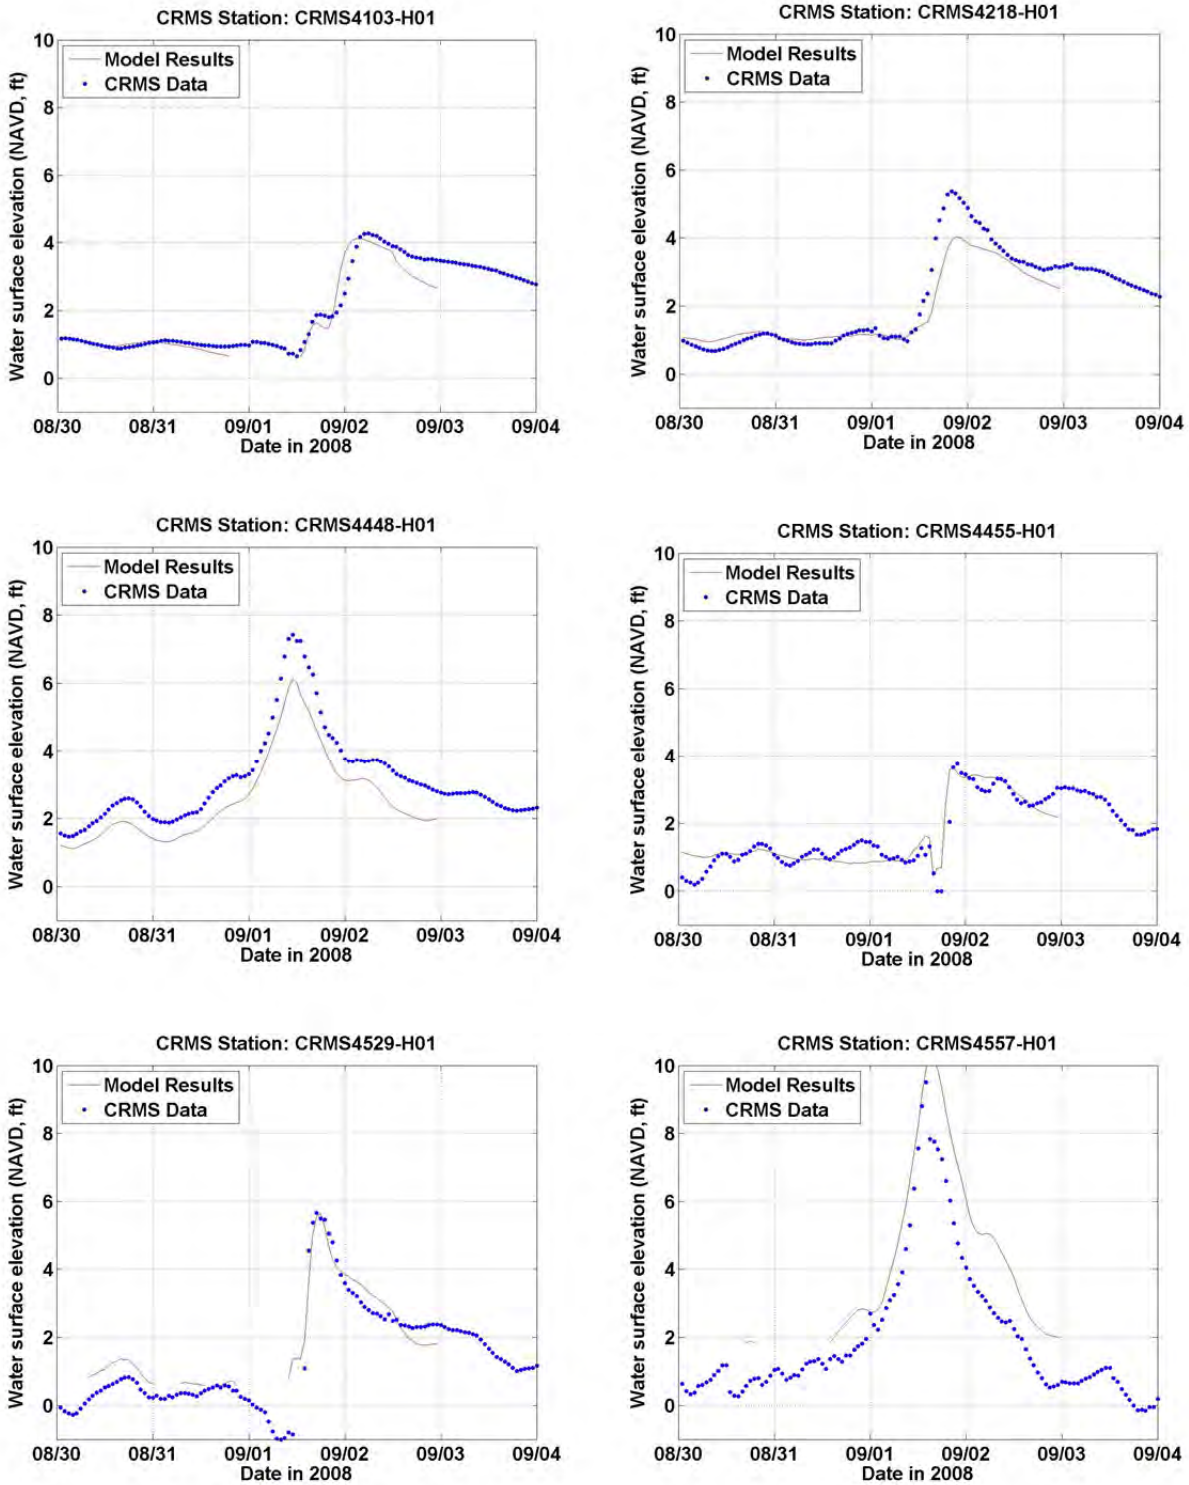 CRMS Station: CRMS4103-H01
Water surface elevation (NAVD, ft)
10
8
6
4
2
0
Model Results
CRMS Data
08/30 08/31 09/01 09/02 09/03 09/04
Date in 2008
CRMS Station: CRMS4218-H01
Water surface elevation (NAVD, ft)
10
8
6
4
2
0
Model Results
CRMS Data
08/30 08/31 09/01 09/02 09/03 09/04
Date in 2008
CRMS Station: CRMS4448-H01
Water surface elevation (NAVD, ft)
10
8
6
4
2
0
Model Results
CRMS Data
08/30 08/31 09/01 09/02 09/03 09/04
Date in 2008
CRMS Station: CRMS4455-H01
Water surface elevation (NAVD, ft)
10
8
6
4
2
0
Model Results
CRMS Data
08/30 08/31 09/01 09/02 09/03 09/04
Date in 2008
CRMS Station: CRMS4529-H01
Water surface elevation (NAVD, ft)
10
8
6
4
2
0
Model Results
CRMS Data
08/30 08/31 09/01 09/02 09/03 09/04
Date in 2008
CRMS Station: CRMS4557-H01
Water surface elevation (NAVD, ft)
10
8
6
4
2
0
Model Results
CRMS Data
08/30 08/31 09/01 09/02 09/03 09/04
Date in 2008